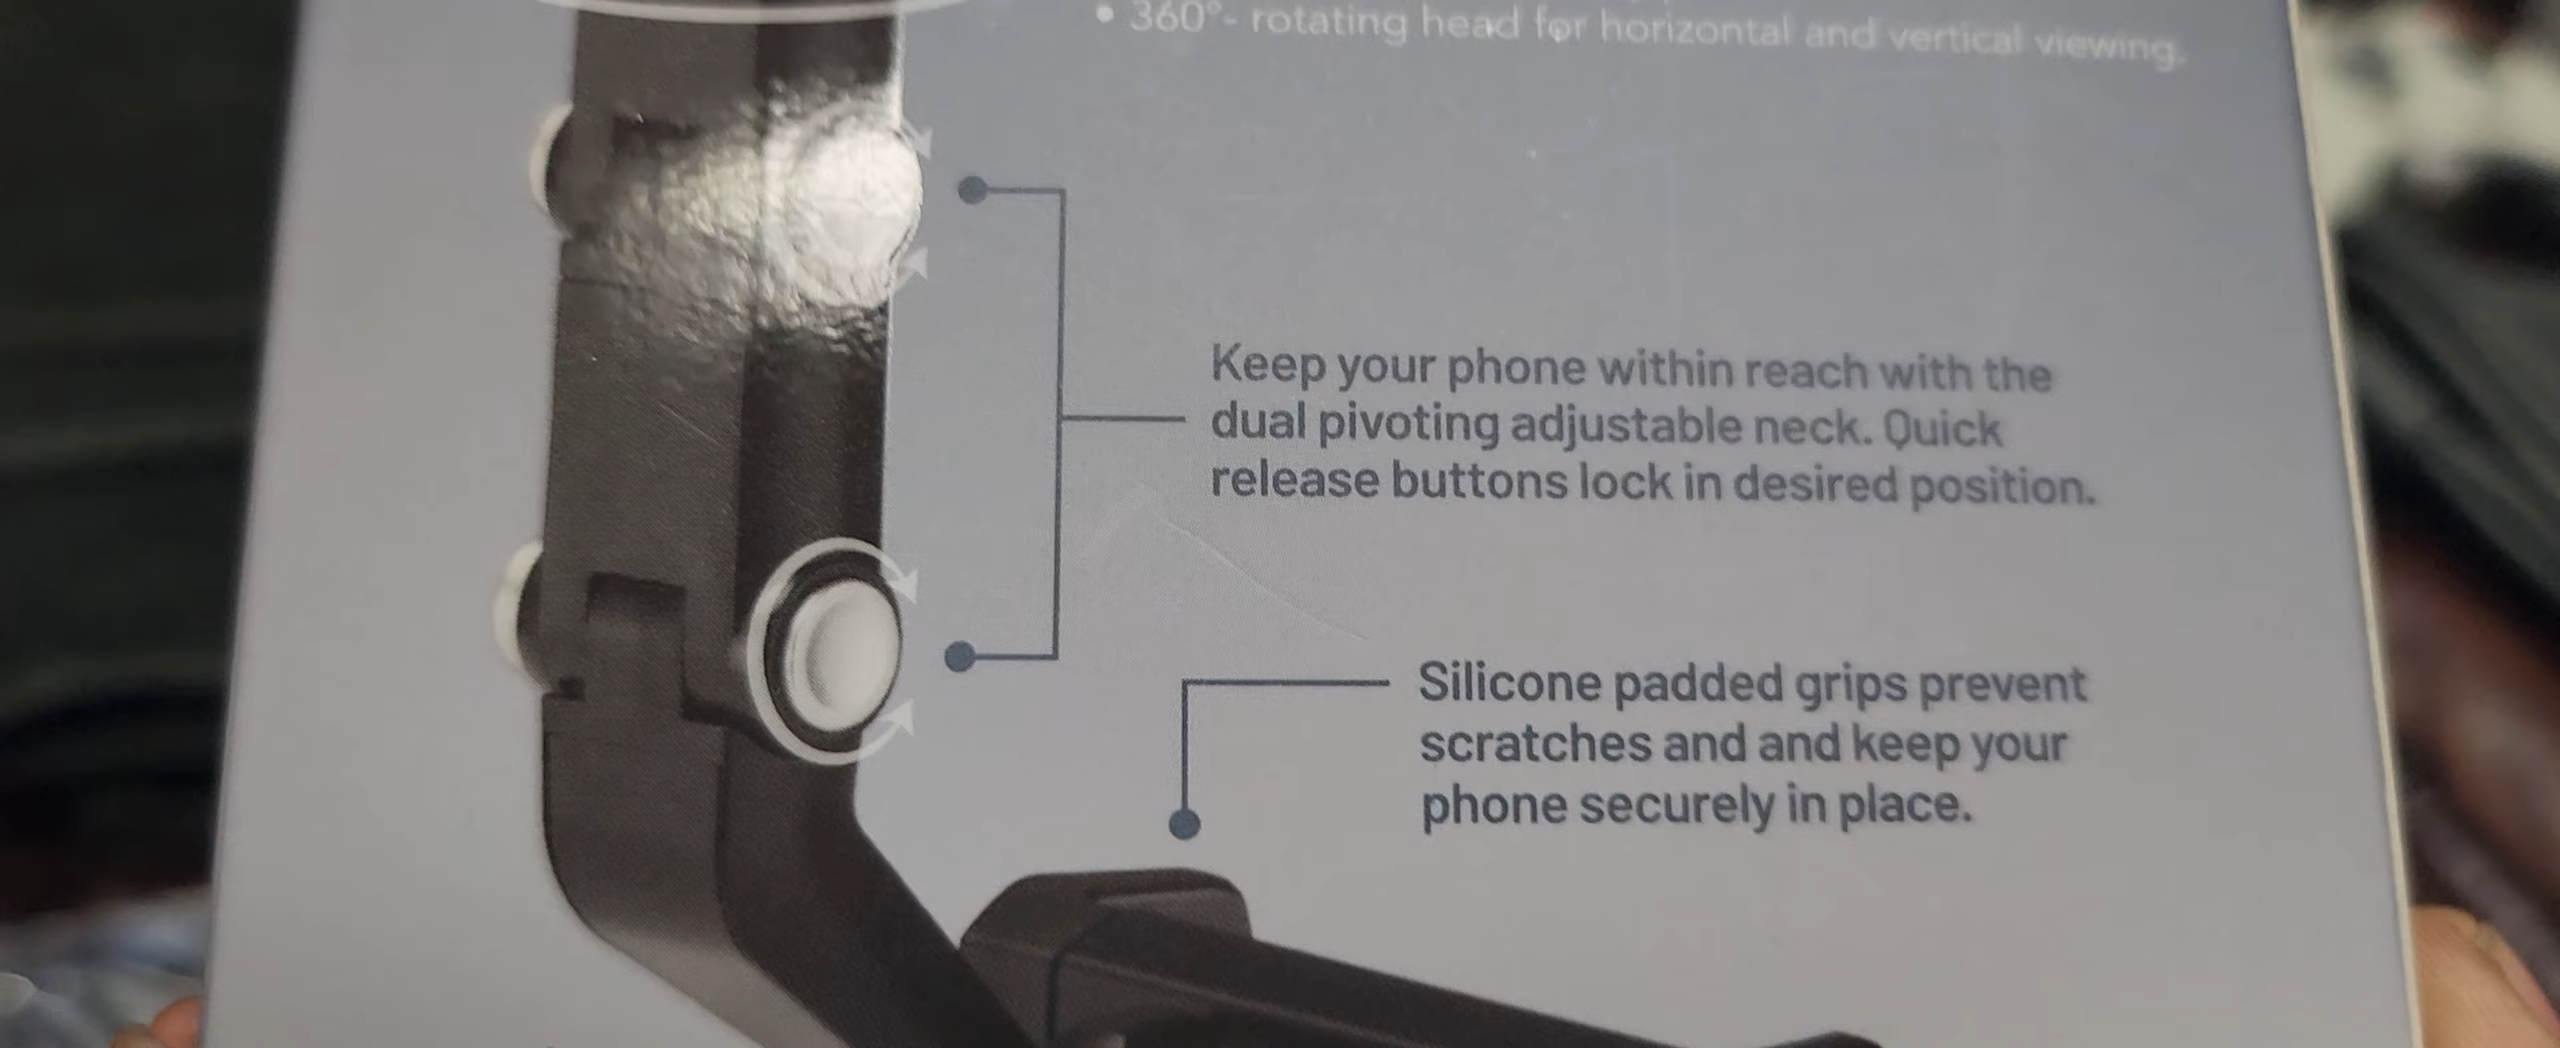 • 360°- rotating head for horizontal and vertical viewing.
Keep your phone within reach with the
dual pivoting adjustable neck. Quick
release buttons lock in desired position.
Silicone padded grips prevent
scratches and and keep your
phone securely in place.